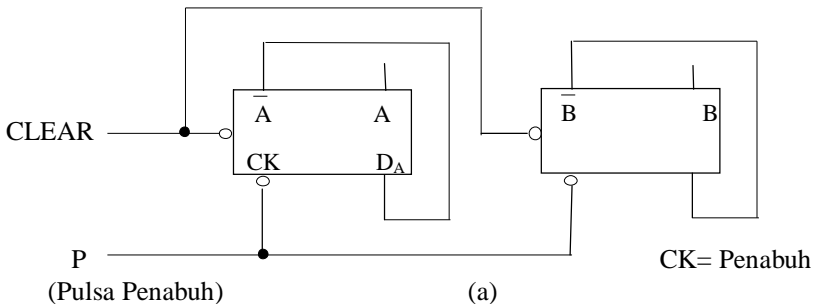 A̅ A
B̅ B
CLEAR
CK D_A
P CK= Penabuh
(Pulsa Penabuh) (a)